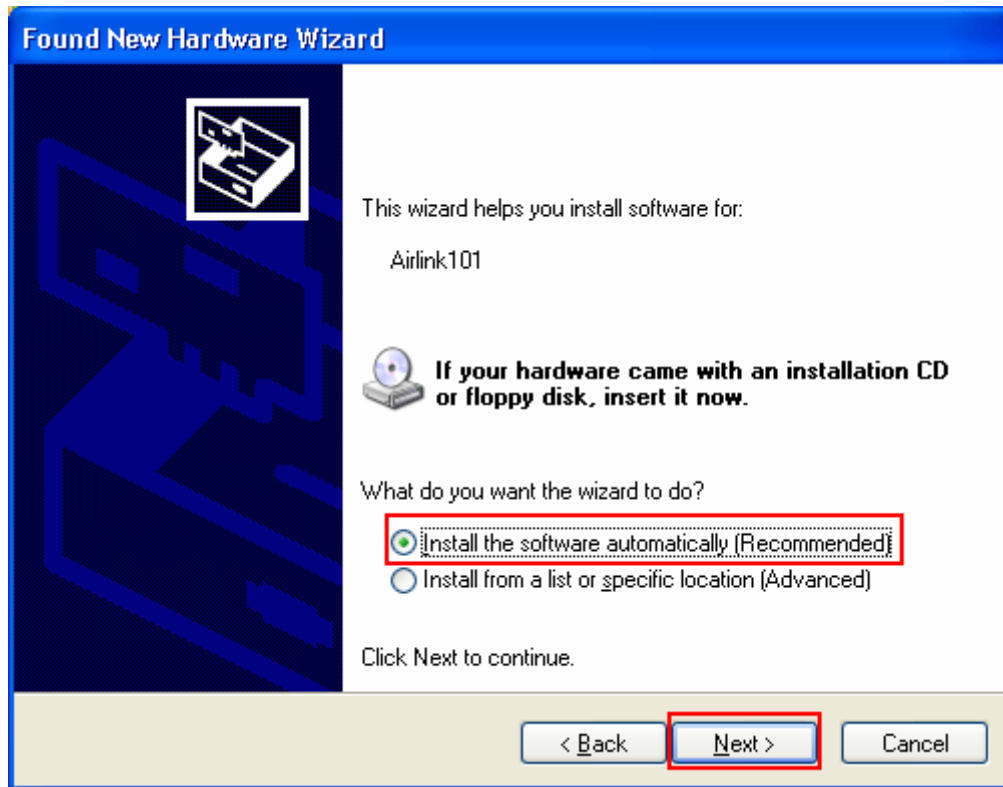 Found New Hardware Wizard
This wizard helps you install software for:
Airlink101
If your hardware came with an installation CD
or floppy disk, insert it now.
What do you want the wizard to do?
Install the software automatically (Recommended)
Install from a list or specific location (Advanced)
Click Next to continue.
< Back
Next >
Cancel